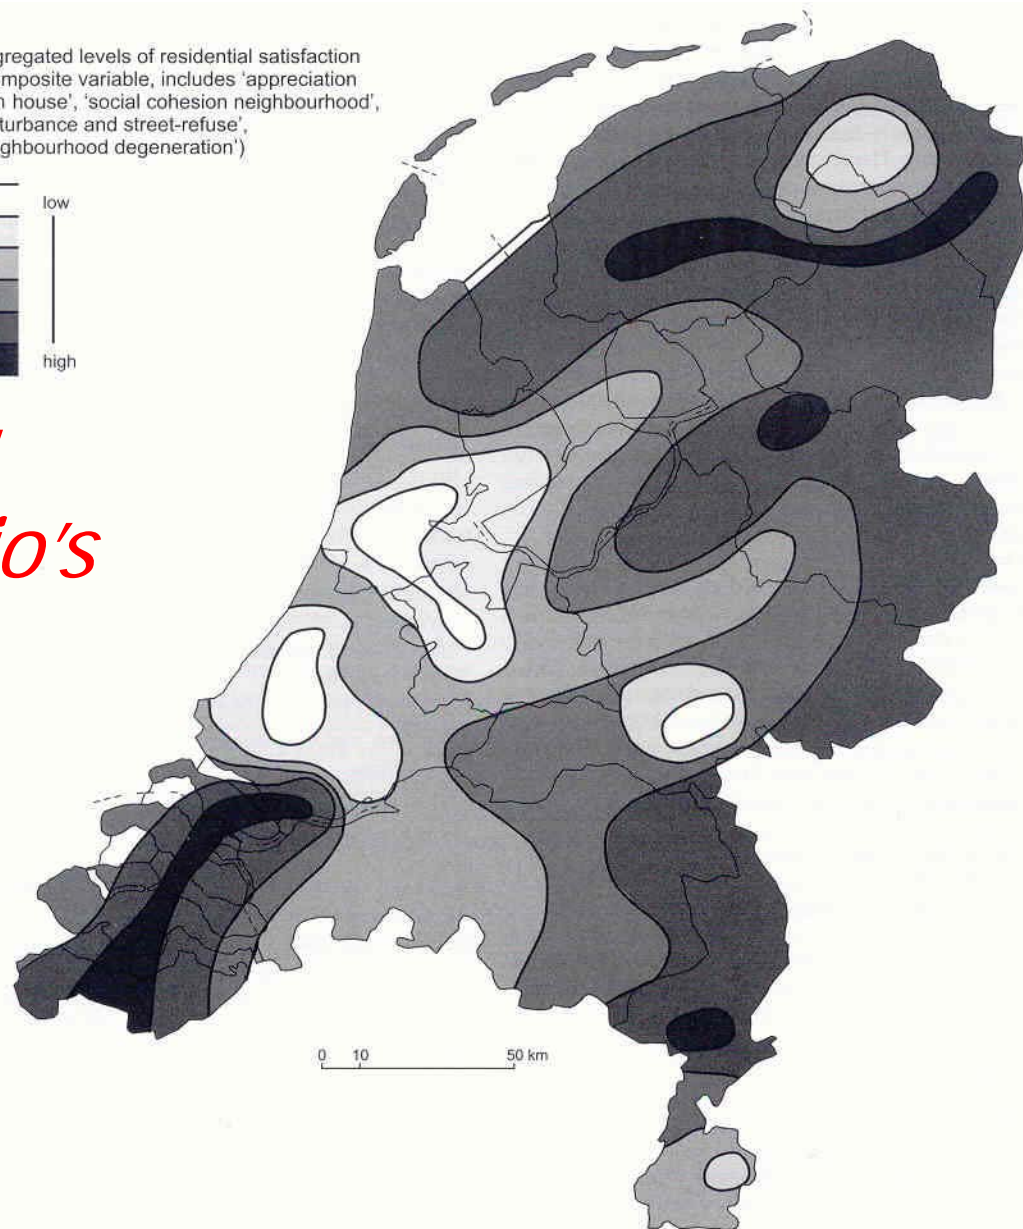 gregated levels of residential satisfaction
mposite variable, includes 'appreciation
n house', 'social cohesion neighbourhood',
turbance and street-refuse',
ghbourhood degeneration')
low
high
io's
0 10 50 km